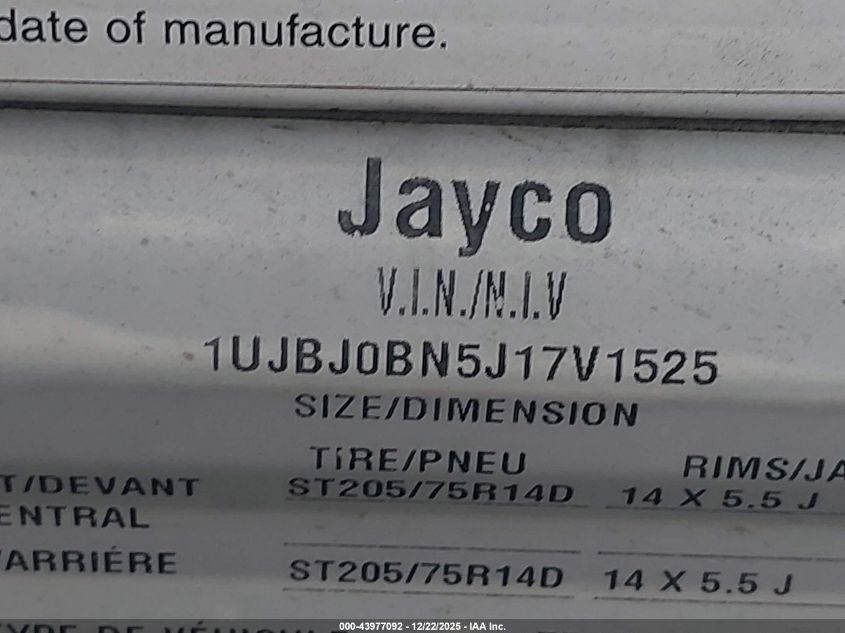 date of manufacture.
Jayco
V.I.N./N.I.V
1UJBJ0BN5J17V1525
SIZE/DIMENSION
TIRE/PNEU RIMS/JA
T/DEVANT ST205/75R14D 14 X 5.5 J
ENTRAL
/ARRIÉRE ST205/75R14D 14 X 5.5 J
000-43977092 - 12/22/2025 - IAA Inc.